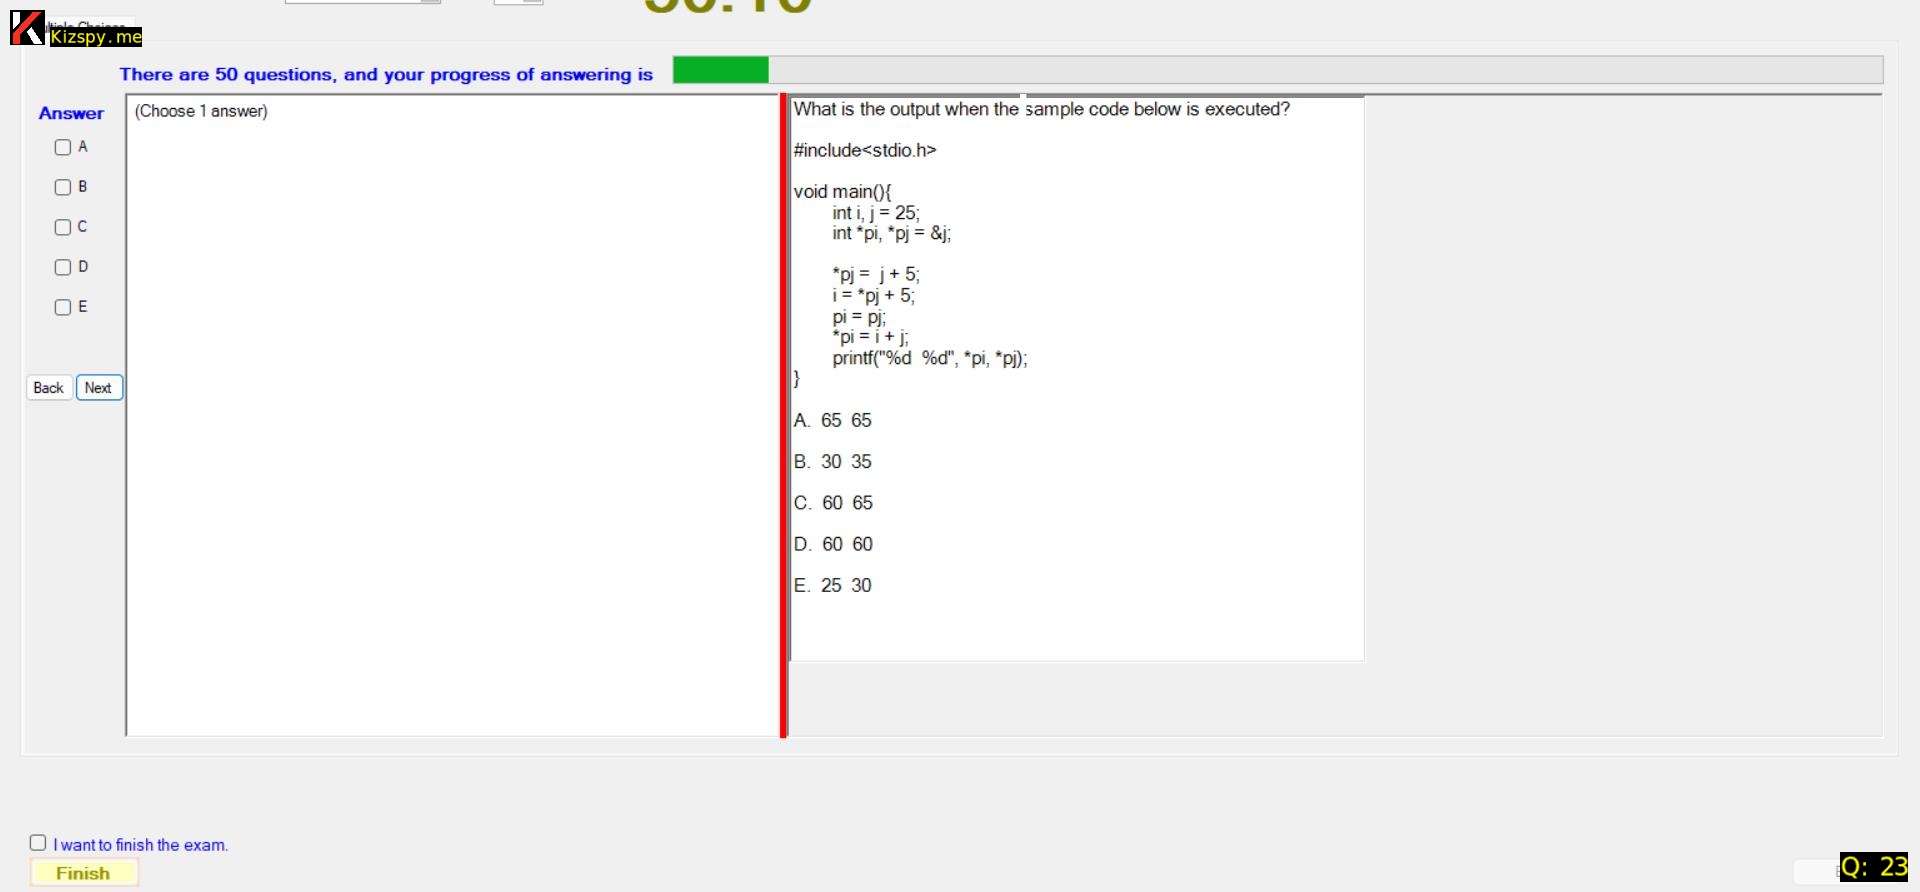 Kizspy.me
There are 50 questions, and your progress of answering is
Answer
(Choose 1 answer)
A
B
C
D
E
Back Next
What is the output when the sample code below is executed?
#include<stdio.h>
void main(){
int i, j = 25;
int *pi, *pj = &j;
*pj = j + 5;
i = *pj + 5;
pi = pj;
*pi = i + j;
printf("%d %d", *pi, *pj);
}
A. 65 65
B. 30 35
C. 60 65
D. 60 60
E. 25 30
I want to finish the exam.
Finish
Q: 23